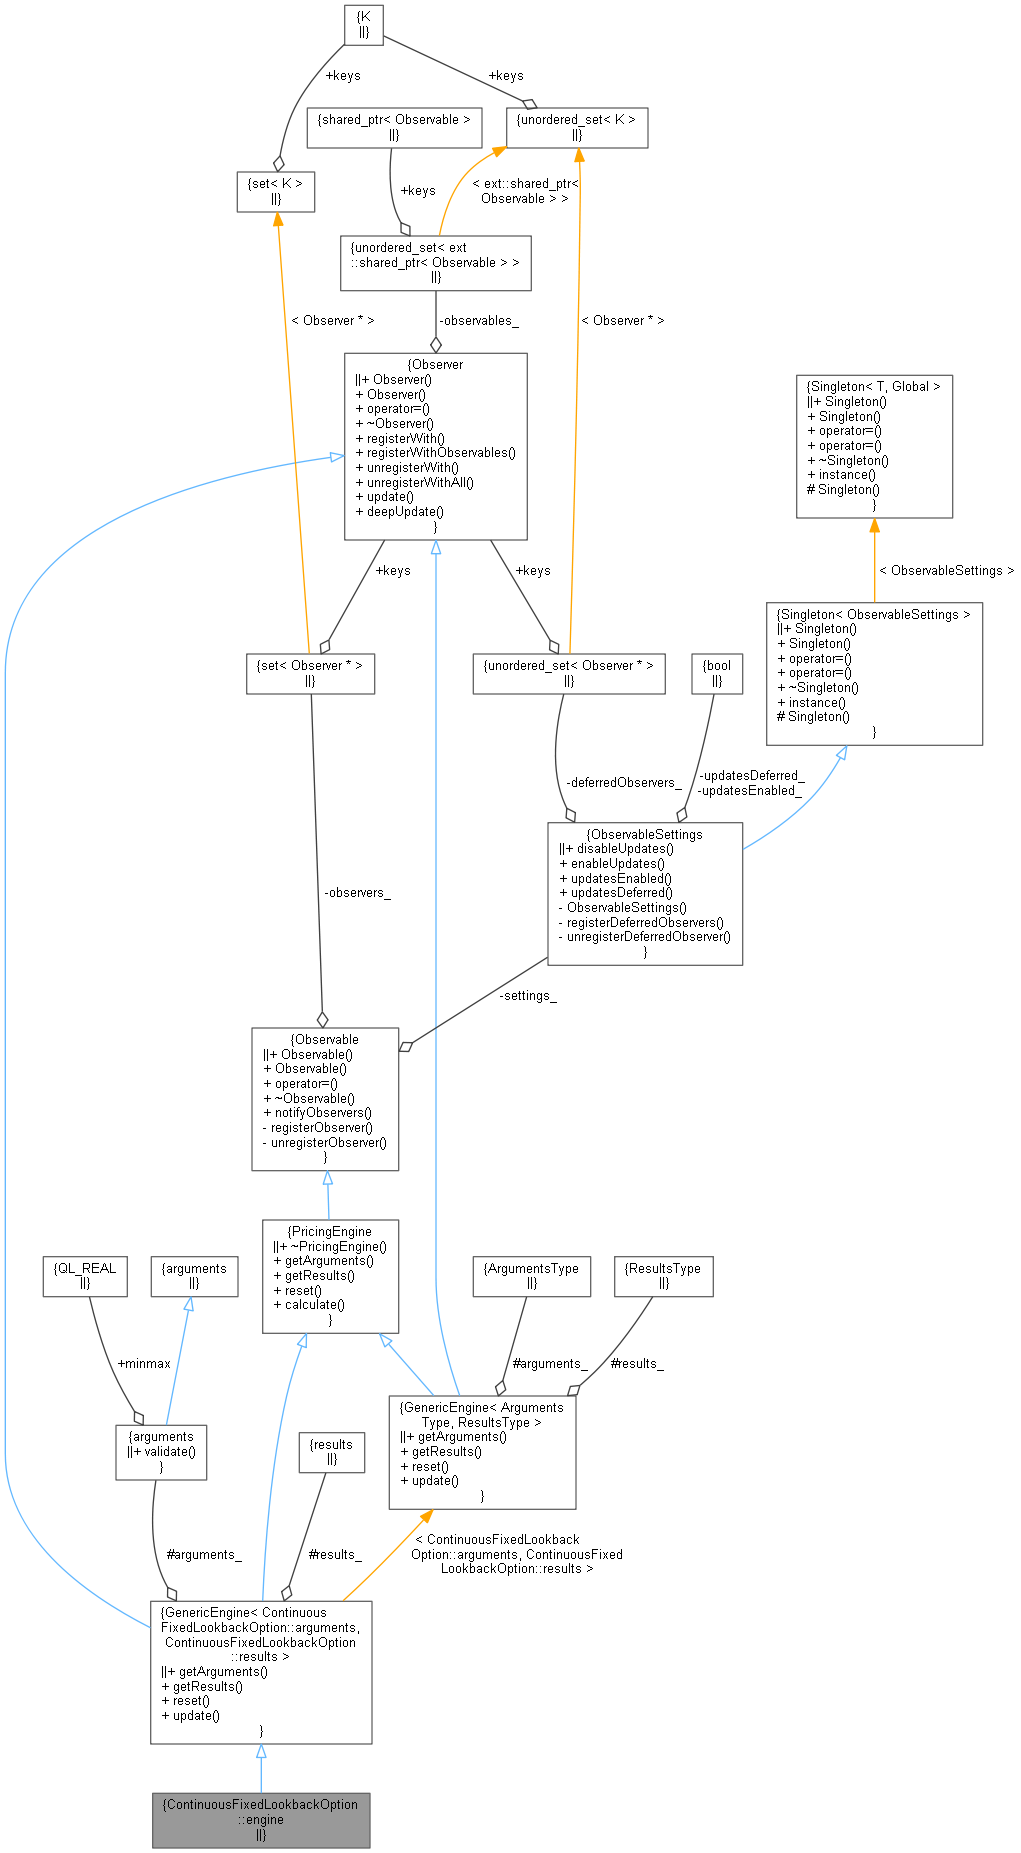 {K
||}
+keys
+keys
{shared_ptr< Observable >
||}
{unordered_set< K >
||}
{set< K >
||}
+keys
< ext::shared_ptr<
Observable > >
{unordered_set< ext
::shared_ptr< Observable > >
||}
< Observer * >
-observables_
< Observer * >
{Observer
||+ Observer()
+ Observer()
+ operator=()
+ ~Observer()
+ registerWith()
+ registerWithObservables()
+ unregisterWith()
+ unregisterWithAll()
+ update()
+ deepUpdate()
}
{Singleton< T, Global >
||+ Singleton()
+ Singleton()
+ operator=()
+ operator=()
+ ~Singleton()
+ instance()
# Singleton()
}
+keys
+keys
< ObservableSettings >
{Singleton< ObservableSettings >
||+ Singleton()
+ Singleton()
+ operator=()
+ operator=()
+ ~Singleton()
+ instance()
# Singleton()
}
{set< Observer * >
||}
{unordered_set< Observer * >
||}
{bool
||}
-deferredObservers_
-updatesDeferred_
-updatesEnabled_
{ObservableSettings
||+ disableUpdates()
+ enableUpdates()
+ updatesEnabled()
+ updatesDeferred()
- ObservableSettings()
- registerDeferredObservers()
- unregisterDeferredObserver()
}
-observers_
-settings_
{Observable
||+ Observable()
+ Observable()
+ operator=()
+ ~Observable()
+ notifyObservers()
- registerObserver()
- unregisterObserver()
}
{PricingEngine
||+ ~PricingEngine()
+ getArguments()
+ getResults()
+ reset()
+ calculate()
}
{QL_REAL
||}
{arguments
||}
{ArgumentsType
||}
{ResultsType
||}
+minmax
#arguments_
#results_
{GenericEngine< Arguments
Type, ResultsType >
||+ getArguments()
+ getResults()
+ reset()
+ update()
}
{arguments
||+ validate()
}
{results
||}
#arguments_
#results_
< ContinuousFixedLookback
Option::arguments, ContinuousFixed
LookbackOption::results >
{GenericEngine< Continuous
FixedLookbackOption::arguments,
ContinuousFixedLookbackOption
::results >
||+ getArguments()
+ getResults()
+ reset()
+ update()
}
{ContinuousFixedLookbackOption
::engine
||}